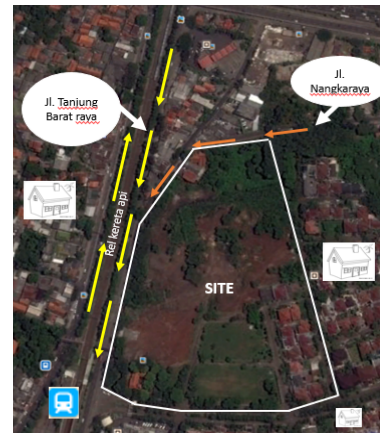 Jl. Tanjung
Barat raya
Jl.
Nangkaraya
Rel kereta api
SITE